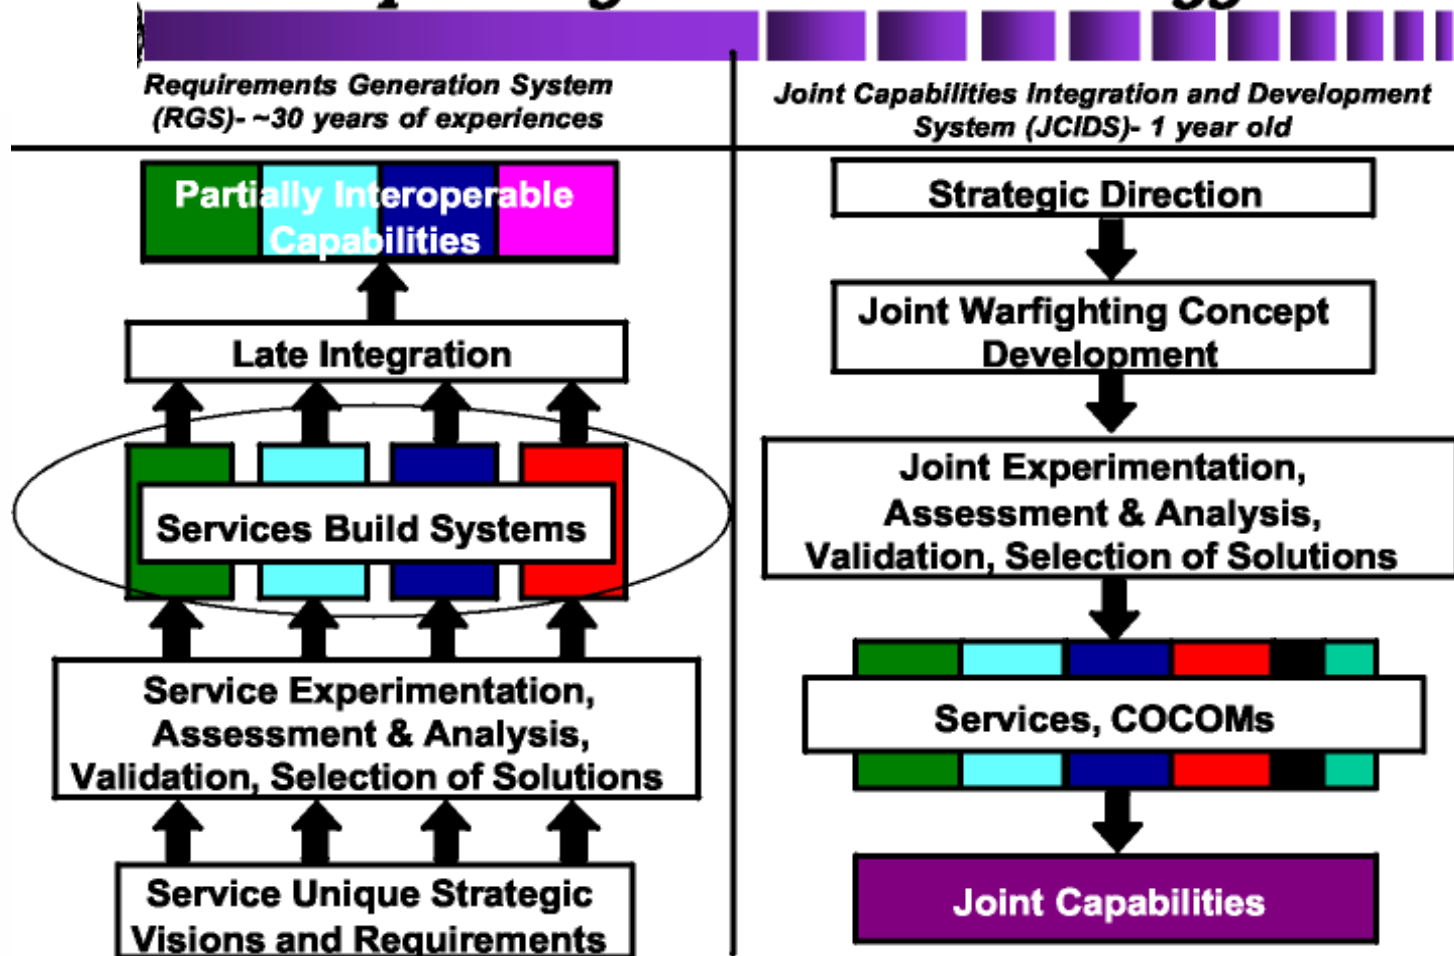 Requirements Generation System
(RGS)- ~30 years of experiences
Partially Interoperable
Capabilities
Late Integration
Services Build Systems
Service Experimentation,
Assessment & Analysis,
Validation, Selection of Solutions
Service Unique Strategic
Visions and Requirements
Joint Capabilities Integration and Development
System (JCIDS)- 1 year old
Strategic Direction
Joint Warfighting Concept
Development
Joint Experimentation,
Assessment & Analysis,
Validation, Selection of Solutions
Services, COCOMs
Joint Capabilities